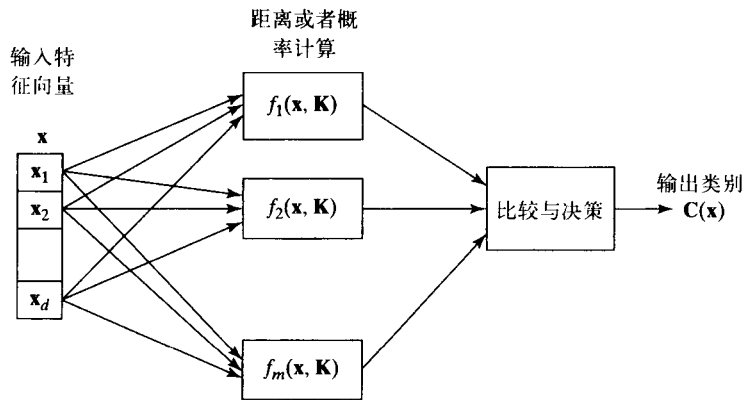 距离或者概
率计算
输入特
征向量
x
x1
x2
xd
f1(x, K)
f2(x, K)
fm(x, K)
比较与决策
输出类别
C(x)